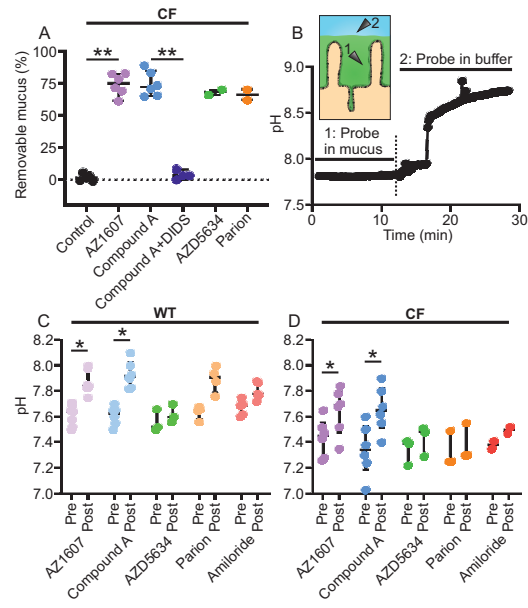 CF
A
**
**
Removable mucus (%)
100
75
50
25
0
Control
AZ1607
Compound A
Compound A+DIDS
AZD5634
Parion
B
2
1
2: Probe in buffer
1: Probe
in mucus
pH
9.0
8.2
7.8
7.5
0
10
20
30
Time (min)
WT
C
*
*
pH
8.2
8.0
7.8
7.6
7.4
7.2
7.0
Pre
Post
Pre
Post
Pre
Post
Pre
Post
Pre
Post
AZ1607
Compound A
AZD5634
Parion
Amiloride
CF
D
*
*
8.2
8.0
7.8
7.6
7.4
7.2
7.0
Pre
Post
Pre
Post
Pre
Post
Pre
Post
Pre
Post
AZ1607
Compound A
AZD5634
Parion
Amiloride